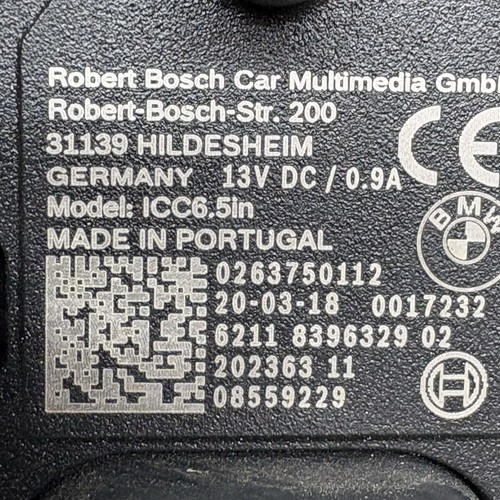 Robert Bosch Car Multimedia GmbH
Robert-Bosch-Str. 200
31139 HILDESHEIM
GERMANY 13V DC / 0.9A
CE
Model: ICC6.5in
BMW
MADE IN PORTUGAL
0263750112
20-03-18 0017232
6211 8396329 02
202363 11
08559229